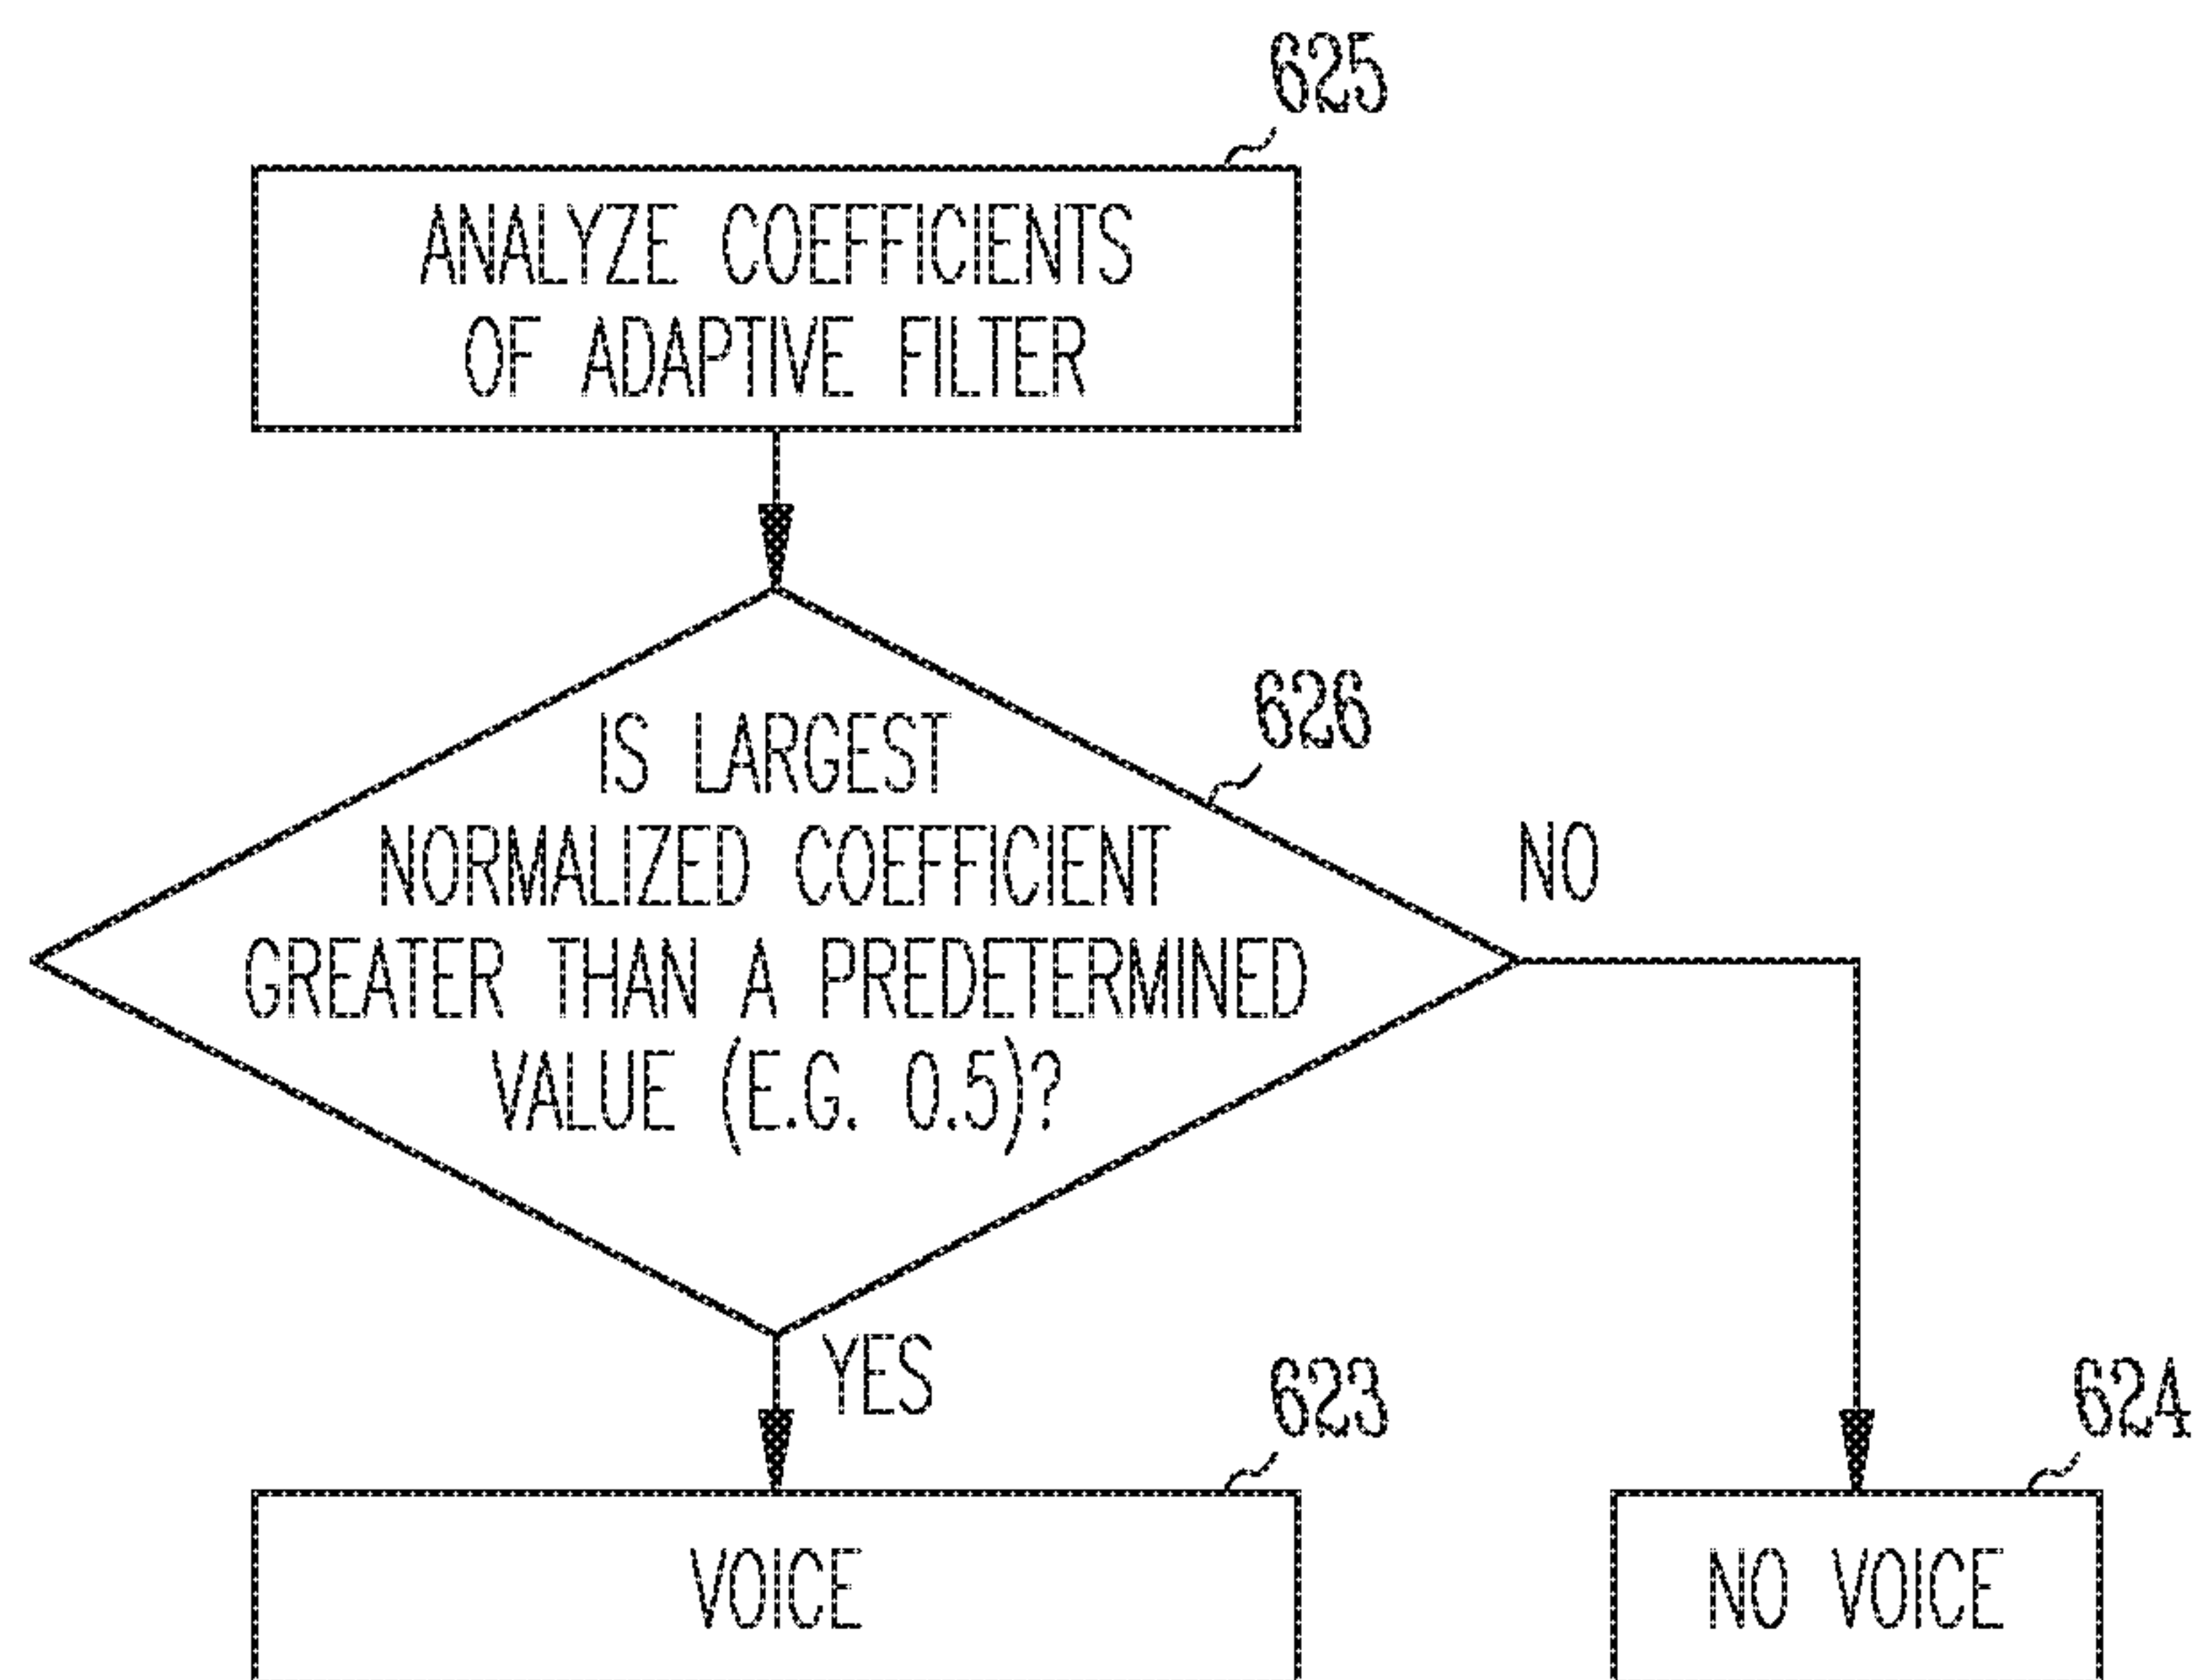 625
ANALYZE COEFFICIENTS
OF ADAPTIVE FILTER
626
IS LARGEST
NORMALIZED COEFFICIENT
GREATER THAN A PREDETERMINED
VALUE (E.G. 0.5)?
NO
YES
623
VOICE
624
NO VOICE